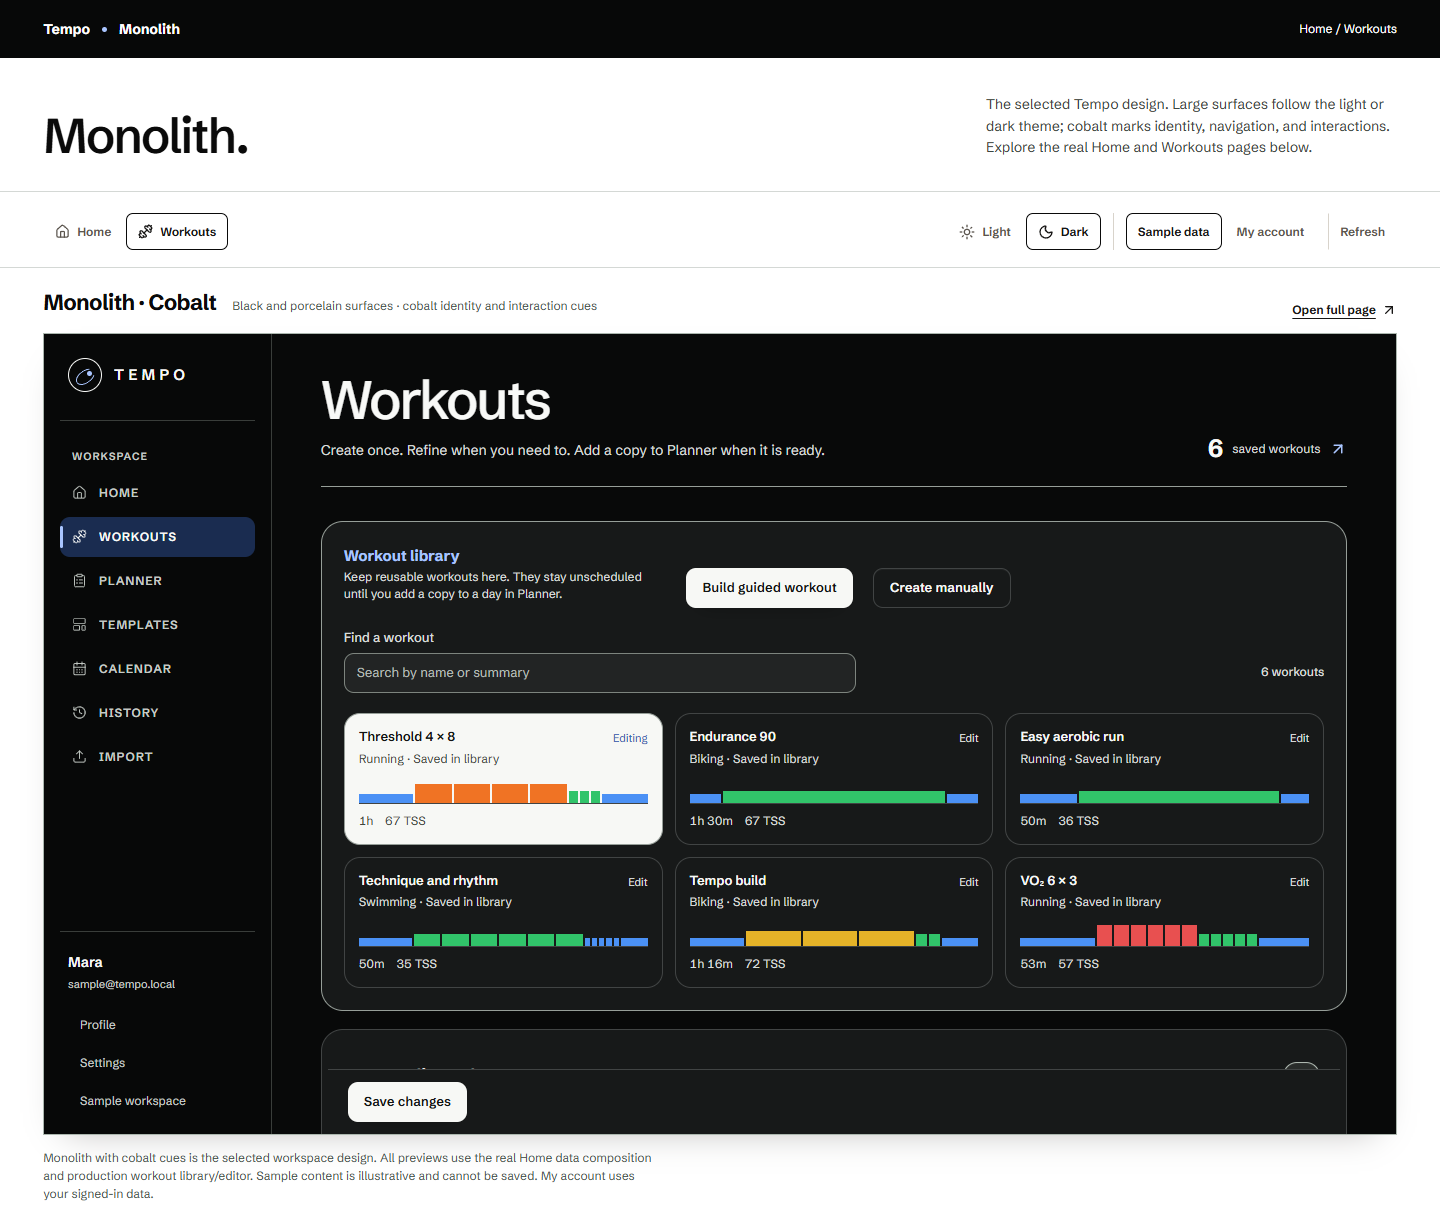 Tempo • Monolith
Home / Workouts
Monolith.
The selected Tempo design. Large surfaces follow the light or
dark theme; cobalt marks identity, navigation, and interactions.
Explore the real Home and Workouts pages below.
Home
Workouts
Light
Dark
Sample data
My account
Refresh
Monolith · Cobalt
Black and porcelain surfaces · cobalt identity and interaction cues
Open full page
TEMPO
WORKSPACE
HOME
WORKOUTS
PLANNER
TEMPLATES
CALENDAR
HISTORY
IMPORT
Mara
sample@tempo.local
Profile
Settings
Sample workspace
Workouts
Create once. Refine when you need to. Add a copy to Planner when it is ready.
6 saved workouts
Workout library
Keep reusable workouts here. They stay unscheduled
until you add a copy to a day in Planner.
Build guided workout
Create manually
Find a workout
Search by name or summary
6 workouts
Threshold 4 × 8
Editing
Running · Saved in library
1h 67 TSS
Endurance 90
Edit
Biking · Saved in library
1h 30m 67 TSS
Easy aerobic run
Edit
Running · Saved in library
50m 36 TSS
Technique and rhythm
Edit
Swimming · Saved in library
50m 35 TSS
Tempo build
Edit
Biking · Saved in library
1h 16m 72 TSS
VO₂ 6 × 3
Edit
Running · Saved in library
53m 57 TSS
Save changes
Monolith with cobalt cues is the selected workspace design. All previews use the real Home data composition
and production workout library/editor. Sample content is illustrative and cannot be saved. My account uses
your signed-in data.